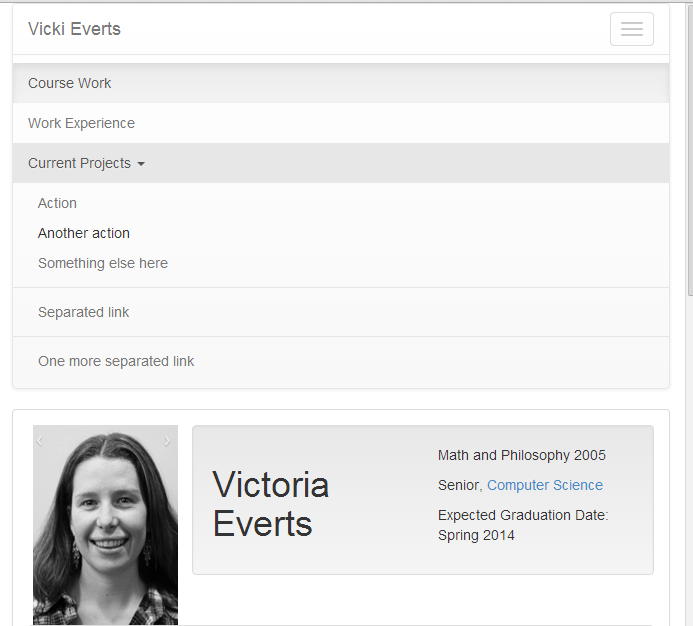 Vicki Everts
Course Work
Work Experience
Current Projects
Action
Another action
Something else here
Separated link
One more separated link
Victoria
Everts
Math and Philosophy 2005
Senior, Computer Science
Expected Graduation Date:
Spring 2014